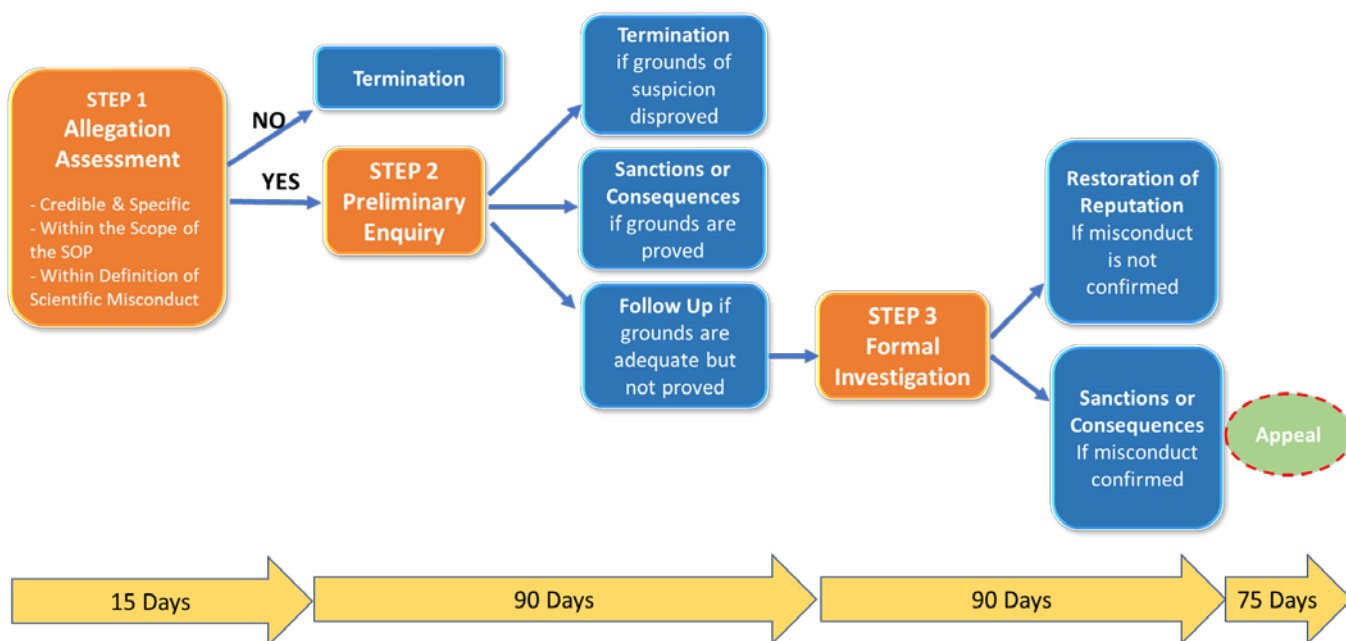 STEP 1
Allegation
Assessment
- Credible & Specific
- Within the Scope of
the SOP
- Within Definition of
Scientific Misconduct
NO
YES
Termination
STEP 2
Preliminary
Enquiry
Termination
if grounds of
suspicion
disproved
Sanctions or
Consequences
if grounds are
proved
Follow Up if
grounds are
adequate but
not proved
STEP 3
Formal
Investigation
Restoration of
Reputation
If misconduct
is not
confirmed
Sanctions or
Consequences
If misconduct
confirmed
Appeal
15 Days
90 Days
90 Days
75 Days